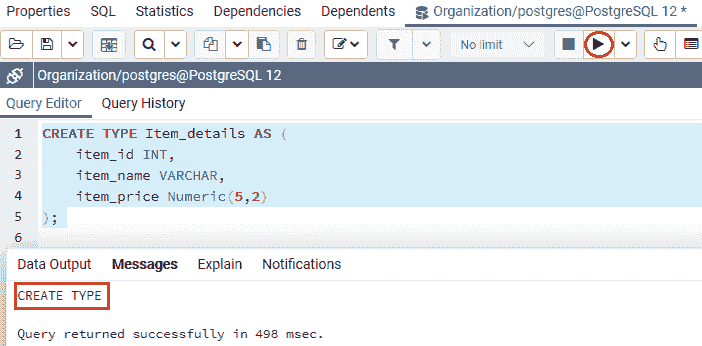 Properties SQL Statistics Dependencies Dependents Organization/postgres@PostgreSQL 12 *
No limit
Organization/postgres@PostgreSQL 12
Query Editor Query History
1 CREATE TYPE Item_details AS (
2 item_id INT,
3 item_name VARCHAR,
4 item_price Numeric(5,2)
5 );
6
Data Output Messages Explain Notifications
CREATE TYPE
Query returned successfully in 498 msec.